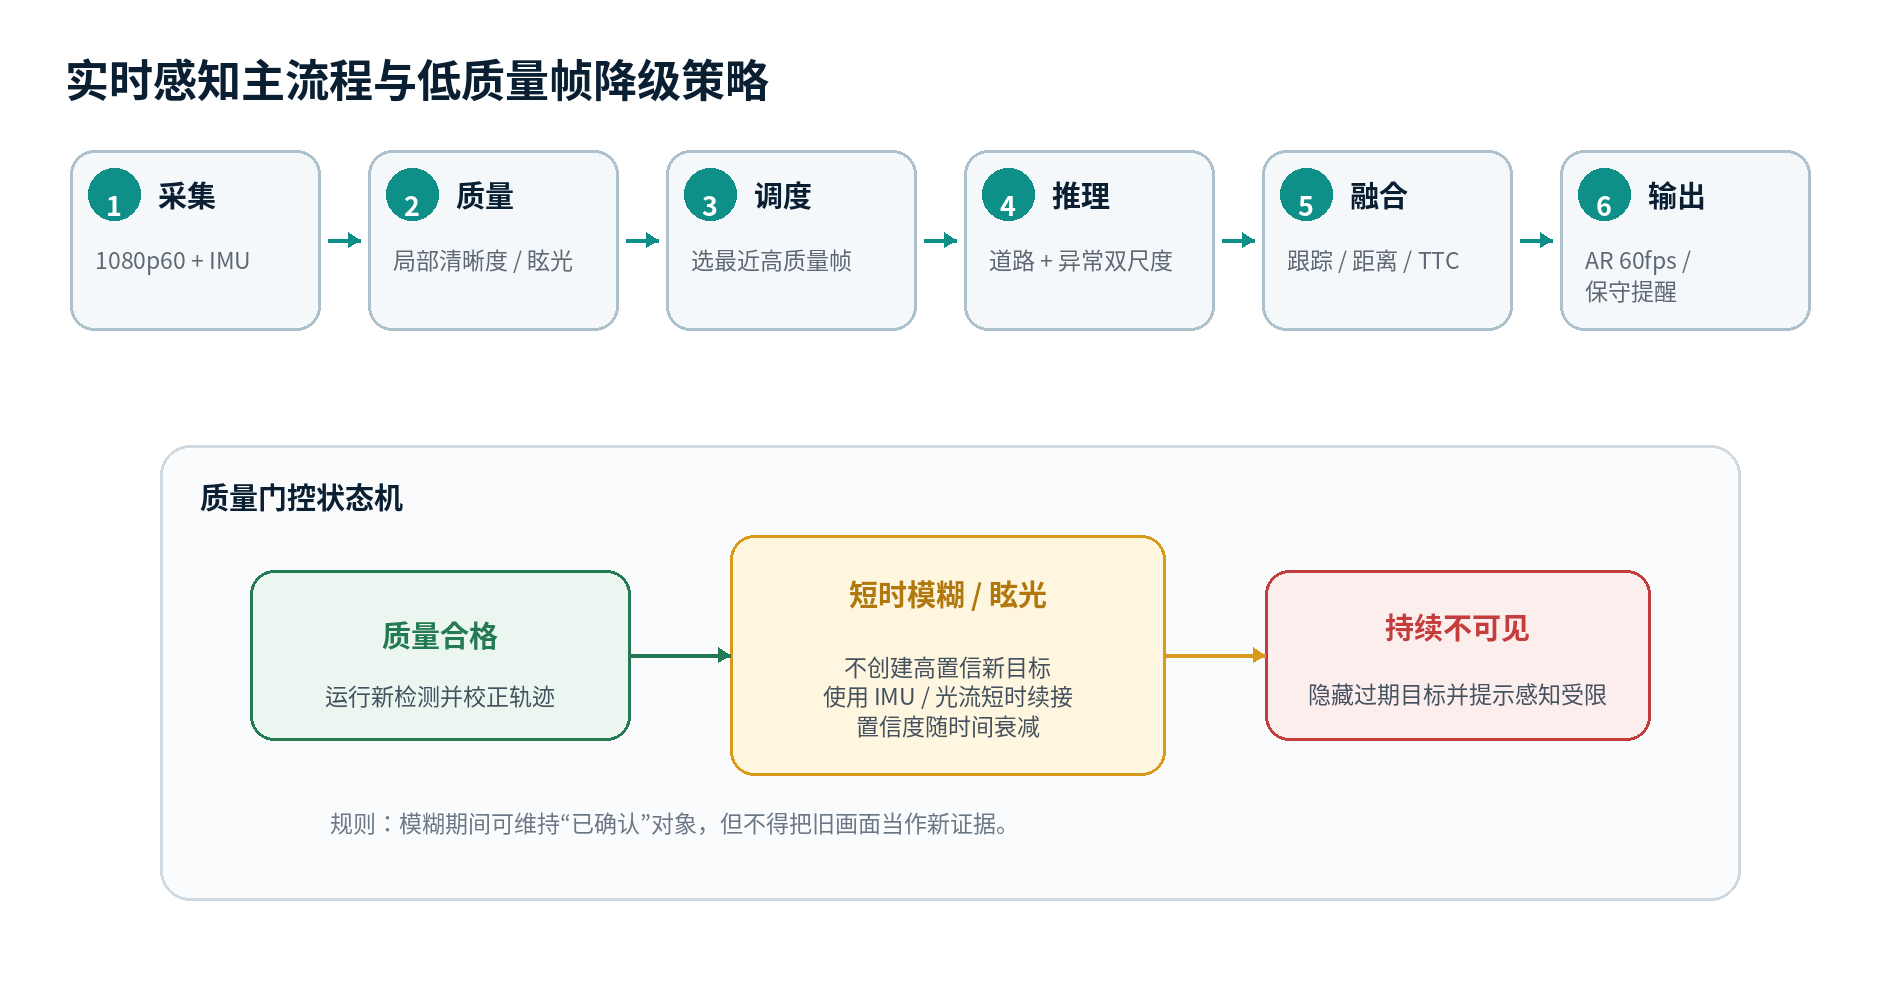 实时感知主流程与低质量帧降级策略
1 采集
1080p60 + IMU
2 质量
局部清晰度 / 眩光
3 调度
选最近高质量帧
4 推理
道路 + 异常双尺度
5 融合
跟踪 / 距离 / TTC
6 输出
AR 60fps /
保守提醒
质量门控状态机
质量合格
运行新检测并校正轨迹
短时模糊 / 眩光
不创建高置信新目标
使用 IMU / 光流短时续接
置信度随时间衰减
持续不可见
隐藏过期目标并提示感知受限
规则：模糊期间可维持“已确认”对象，但不得把旧画面当作新证据。